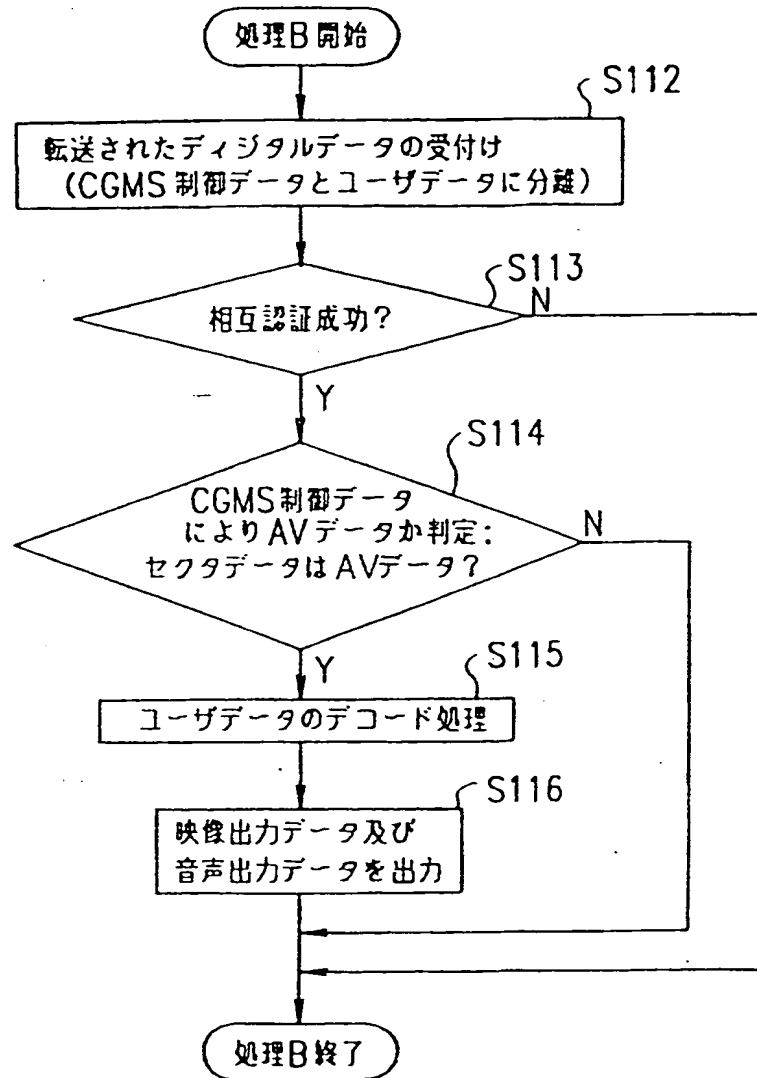 処理B開始
S112
転送されたディジタルデータの受付け
(CGMS制御データとユーザデータに分離)
S113
相互認証成功?
N
Y
S114
CGMS制御データ
によりAVデータか判定:
セクタデータはAVデータ?
N
Y
S115
ユーザデータのデコード処理
S116
映像出力データ及び
音声出力データを出力
処理B終了